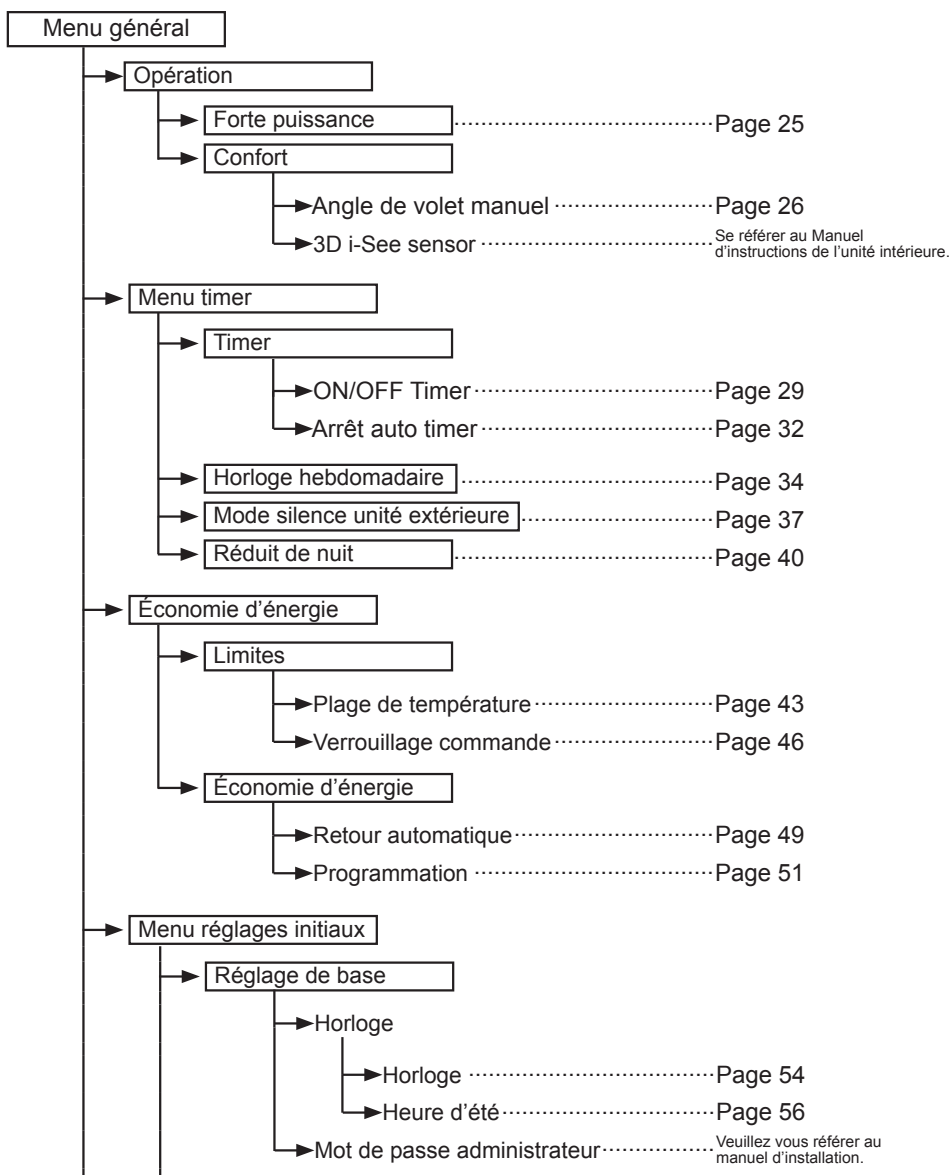 Menu général
Opération
Forte puissance Page 25
Confort
Angle de volet manuel Page 26
3D i-See sensor Se référer au Manuel
d'instructions de l'unité intérieure.
Menu timer
Timer
ON/OFF Timer Page 29
Arrêt auto timer Page 32
Horloge hebdomadaire Page 34
Mode silence unité extérieure Page 37
Réduit de nuit Page 40
Économie d'énergie
Limites
Plage de température Page 43
Verrouillage commande Page 46
Économie d'énergie
Retour automatique Page 49
Programmation Page 51
Menu réglages initiaux
Réglage de base
Horloge
Horloge Page 54
Heure d'été Page 56
Mot de passe administrateur Veuillez vous référer au
manuel d'installation.